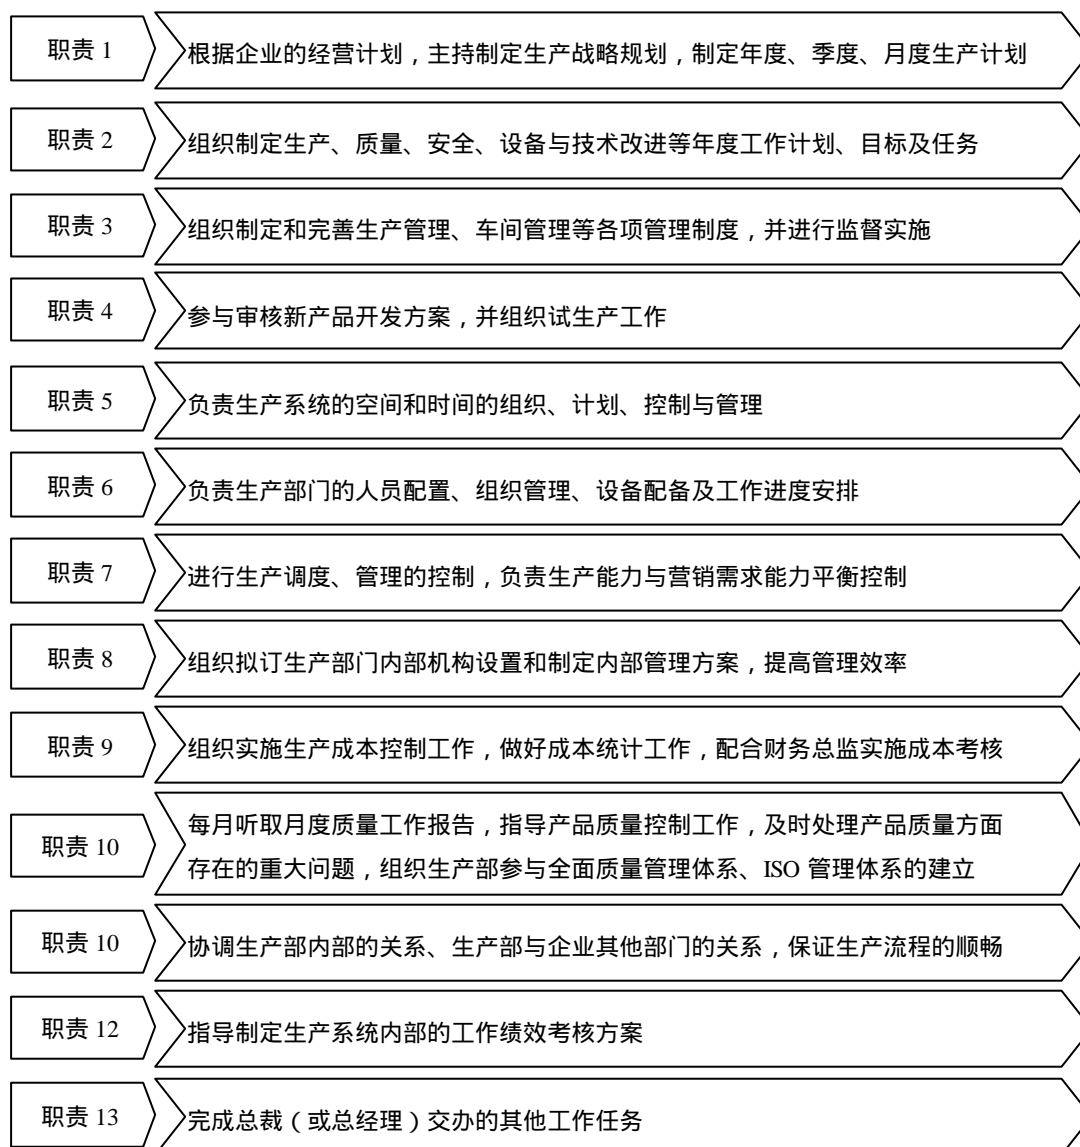 职责 1
根据企业的经营计划，主持制定生产战略规划，制定年度、季度、月度生产计划
职责 2
组织制定生产、质量、安全、设备与技术改进等年度工作计划、目标及任务
职责 3
组织制定和完善生产管理、车间管理等各项管理制度，并进行监督实施
职责 4
参与审核新产品开发方案，并组织试生产工作
职责 5
负责生产系统的空间和时间的组织、计划、控制与管理
职责 6
负责生产部门的人员配置、组织管理、设备配备及工作进度安排
职责 7
进行生产调度、管理的控制，负责生产能力与营销需求能力平衡控制
职责 8
组织拟订生产部门内部机构设置和制定内部管理方案，提高管理效率
职责 9
组织实施生产成本控制工作，做好成本统计工作，配合财务总监实施成本考核
职责 10
每月听取月度质量工作报告，指导产品质量控制工作，及时处理产品质量方面
存在的重大问题，组织生产部参与全面质量管理体系、ISO 管理体系的建立
职责 10
协调生产部内部的关系、生产部与企业其他部门的关系，保证生产流程的顺畅
职责 12
指导制定生产系统内部的工作绩效考核方案
职责 13
完成总裁（或总经理）交办的其他工作任务